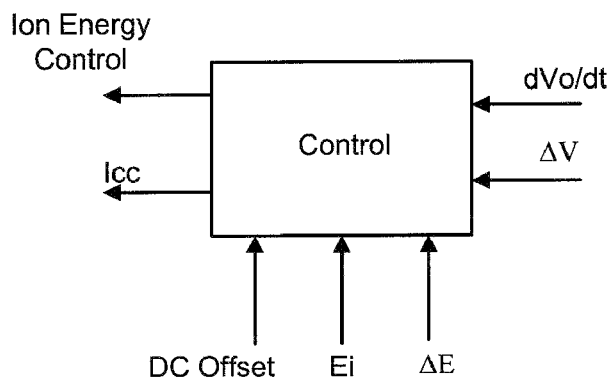 Ion Energy
Control
dVo/dt
Control
ΔV
Icc
DC Offset
Ei
ΔE